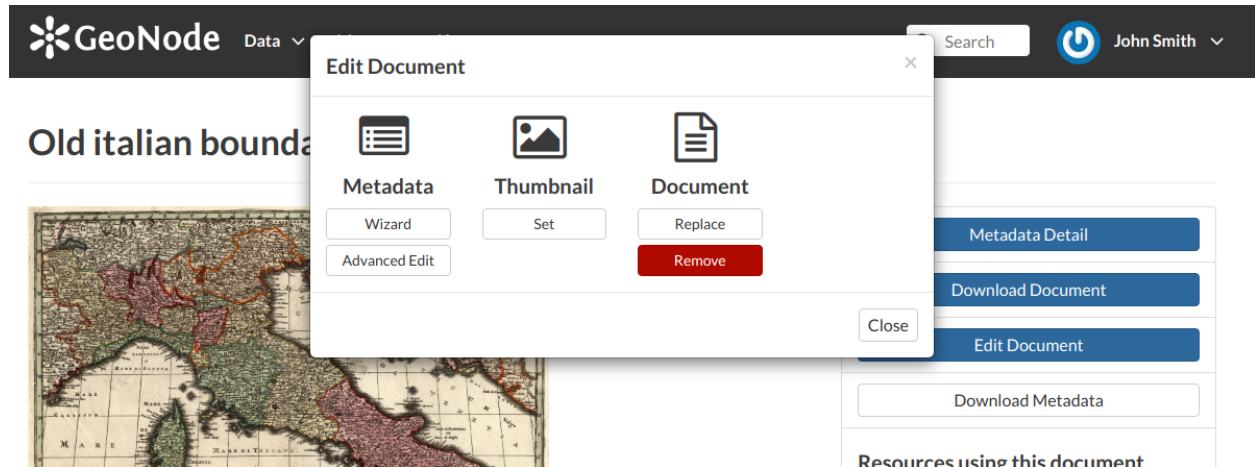 GeoNode Data Search John Smith
Edit Document ×
Old italian
Metadata Thumbnail Document
Wizard Set Replace
Advanced Edit Remove
Close
Metadata Detail
Download Document
Edit Document
Download Metadata
Resources using this document